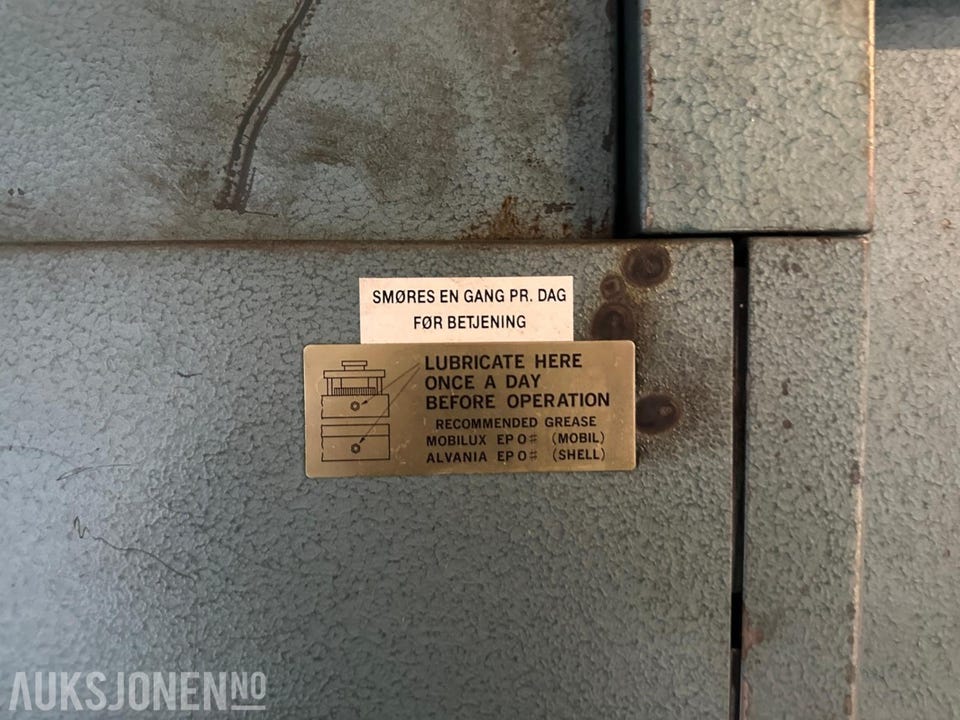 SMØRES EN GANG PR. DAG
FØR BETJENING
LUBRICATE HERE
ONCE A DAY
BEFORE OPERATION
RECOMMENDED GREASE
MOBILUX EP 0# (MOBIL)
ALVANIA EP 0# (SHELL)
AUKSJONEN NO